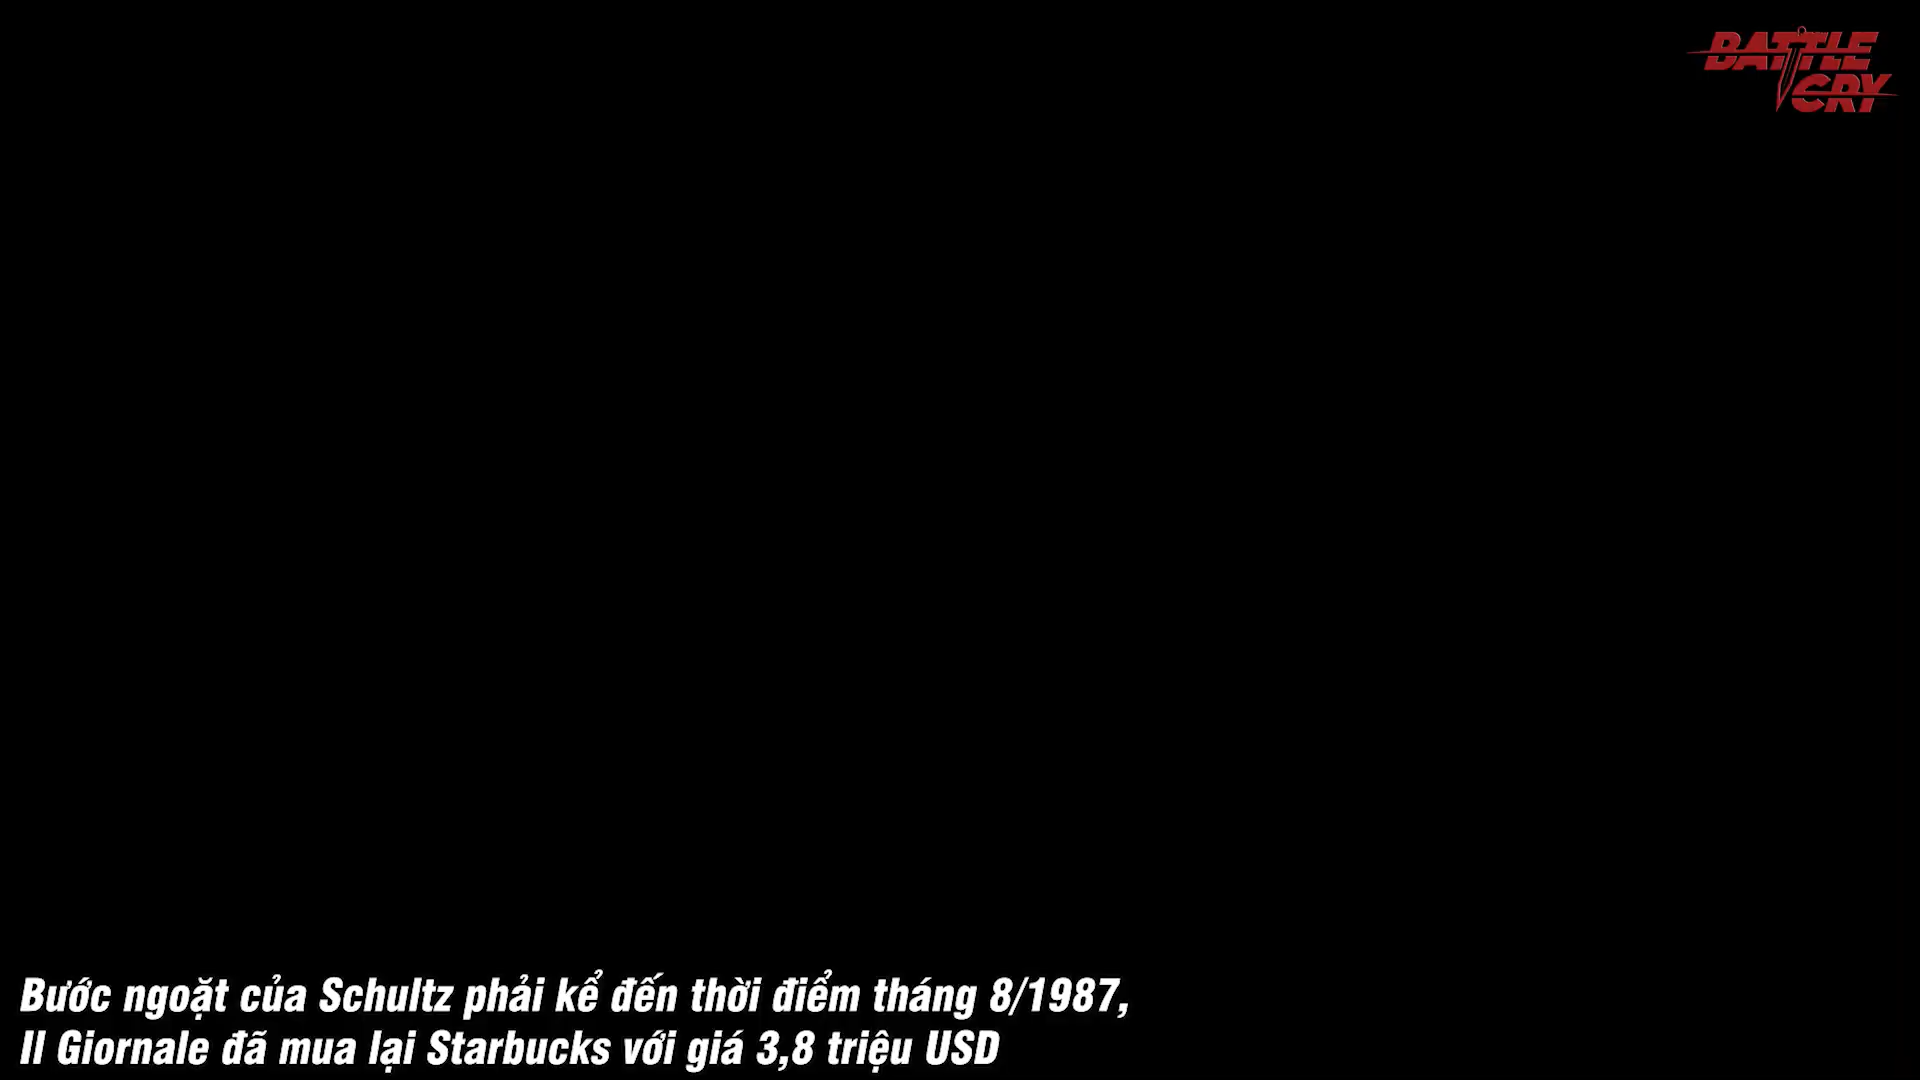 BATTLE
CRY
Bước ngoặt của Schultz phải kể đến thời điểm tháng 8/1987,
Il Giornale đã mua lại Starbucks với giá 3,8 triệu USD